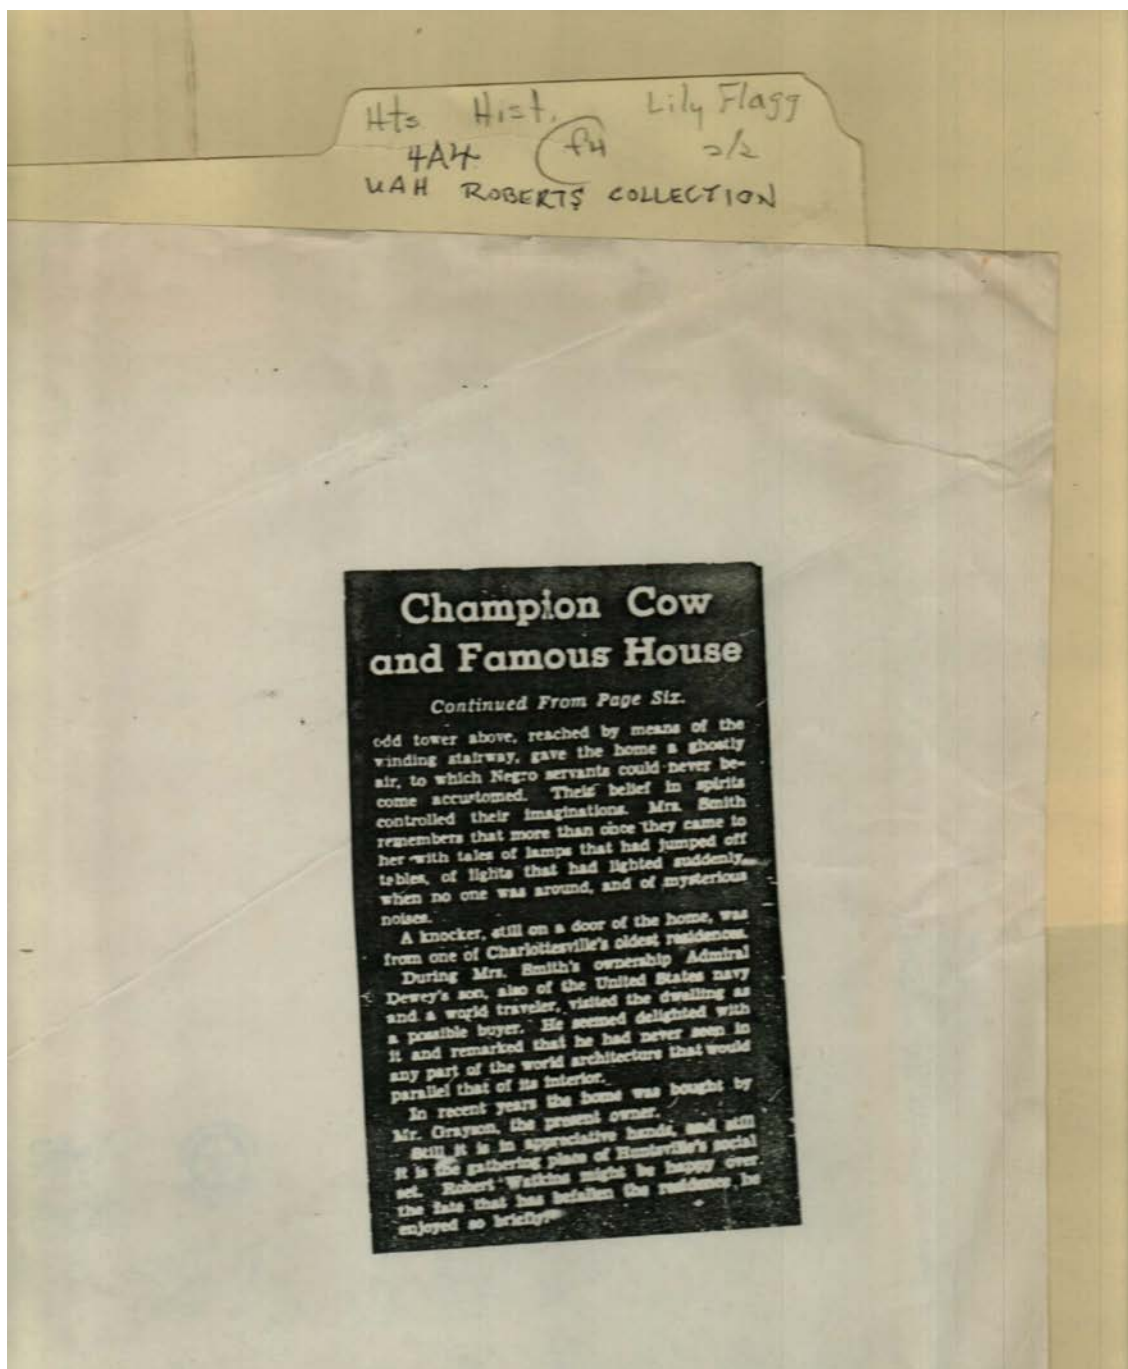 Hts Hist. Lily Flagg
4A4 2/2
UAH ROBERTS COLLECTION
Champion Cow
and Famous House
Continued From Page Six.
odd tower above, reached by means of the
winding stairway, gave the home a ghostly
air, to which Negro servants could never be-
come accustomed. Their belief in spirits
controlled their imaginations. Mrs. Smith
remembers that more than once they came to
her with tales of lamps that had jumped off
tables, of lights that had lighted suddenly
when no one was around, and of mysterious
noises.
A knocker, still on a door of the home, was
from one of Charlottesville's oldest residences.
During Mrs. Smith's ownership Admiral
Dewey's son, also of the United States navy
and a world traveler, visited the dwelling as
a possible buyer. He seemed delighted with
it and remarked that he had never seen in
any part of the world architecture that would
parallel that of its interior.
In recent years the home was bought by
Mr. Grayson, the present owner.
Still it is in appreciative hands, and still
it is the gathering place of Huntsville's social
set. Robert Watkins might be happy over
the fate that has befallen the residence he
enjoyed so briefly.